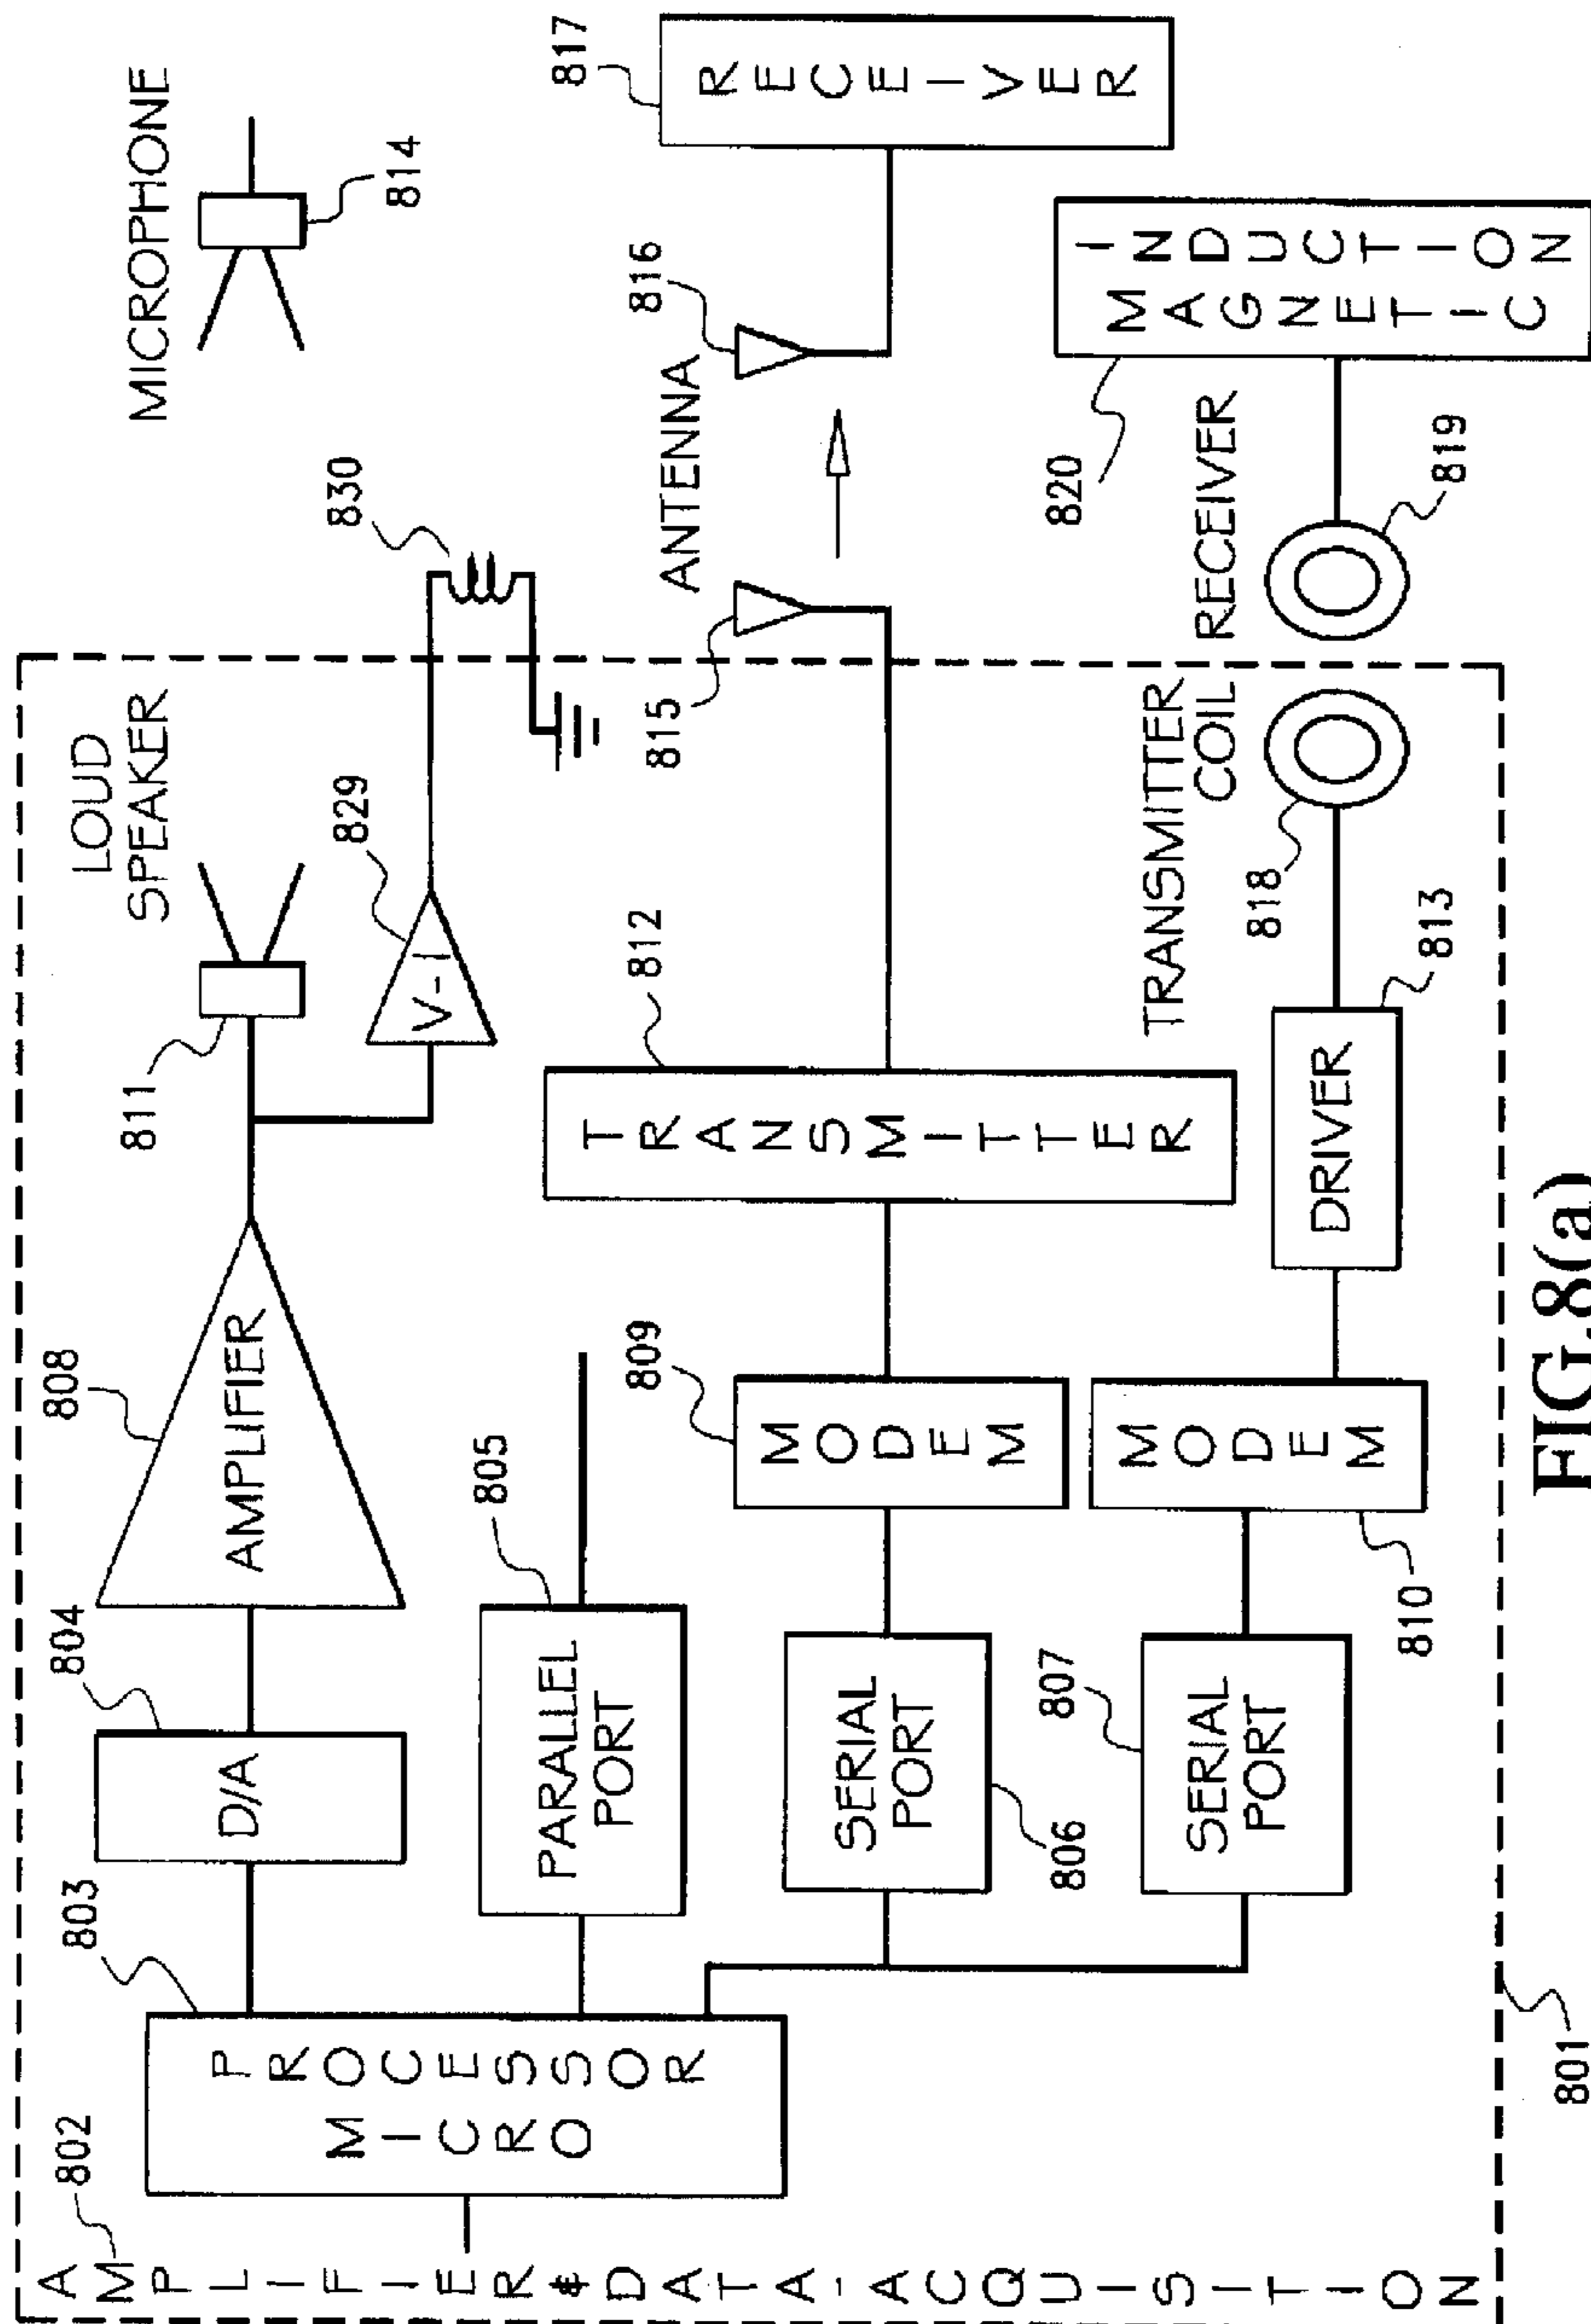 AMPLIFIER & DATA-ACQUISITION
802
MICRO
PROCESSOR
803
D/A
804
AMPLIFIER
808
811
LOUD
SPEAKER
MICROPHONE
814
V-I
829
830
PARALLEL
PORT
805
SERIAL
PORT
806
MODEM
809
TRANSMITTER
812
815
ANTENNA
816
RECEIVER
817
SERIAL
PORT
807
MODEM
810
DRIVER
813
TRANSMITTER
COIL
818
RECEIVER
819
MAGNETIC
INDUCTION
820
801
FIG.8(a)